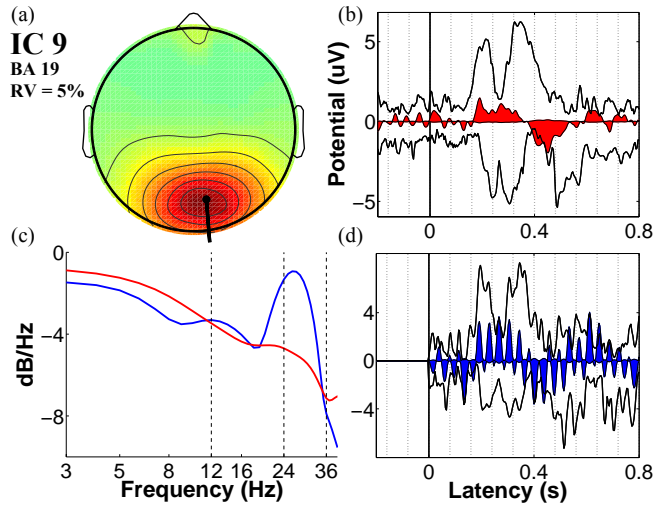 (a)
IC 9
BA 19
RV = 5%
(b)
Potential (uV)
5
0
−5
0
0.4
0.8
(c)
dB/Hz
0
−4
−8
3
5
8
12
16
24
36
Frequency (Hz)
(d)
4
0
−4
0
0.4
0.8
Latency (s)